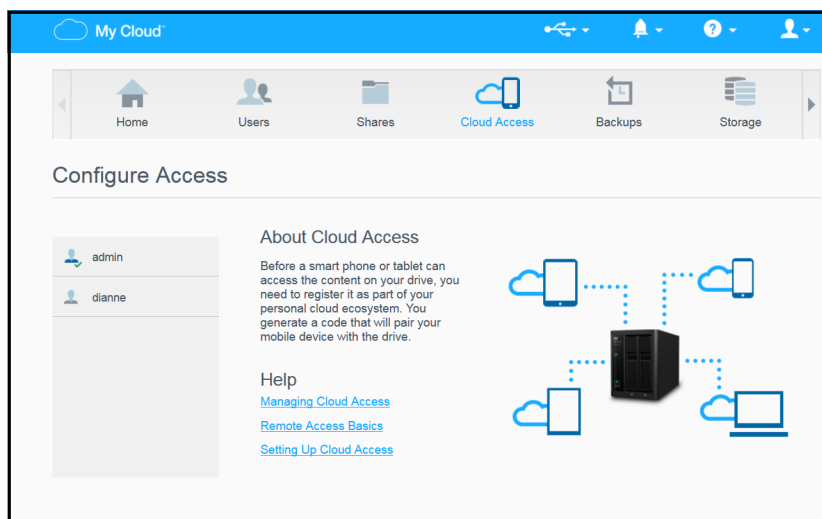 My Cloud™
Home
Users
Shares
Cloud Access
Backups
Storage
Configure Access
admin
dianne
About Cloud Access
Before a smart phone or tablet can
access the content on your drive, you
need to register it as part of your
personal cloud ecosystem. You
generate a code that will pair your
mobile device with the drive.
Help
Managing Cloud Access
Remote Access Basics
Setting Up Cloud Access